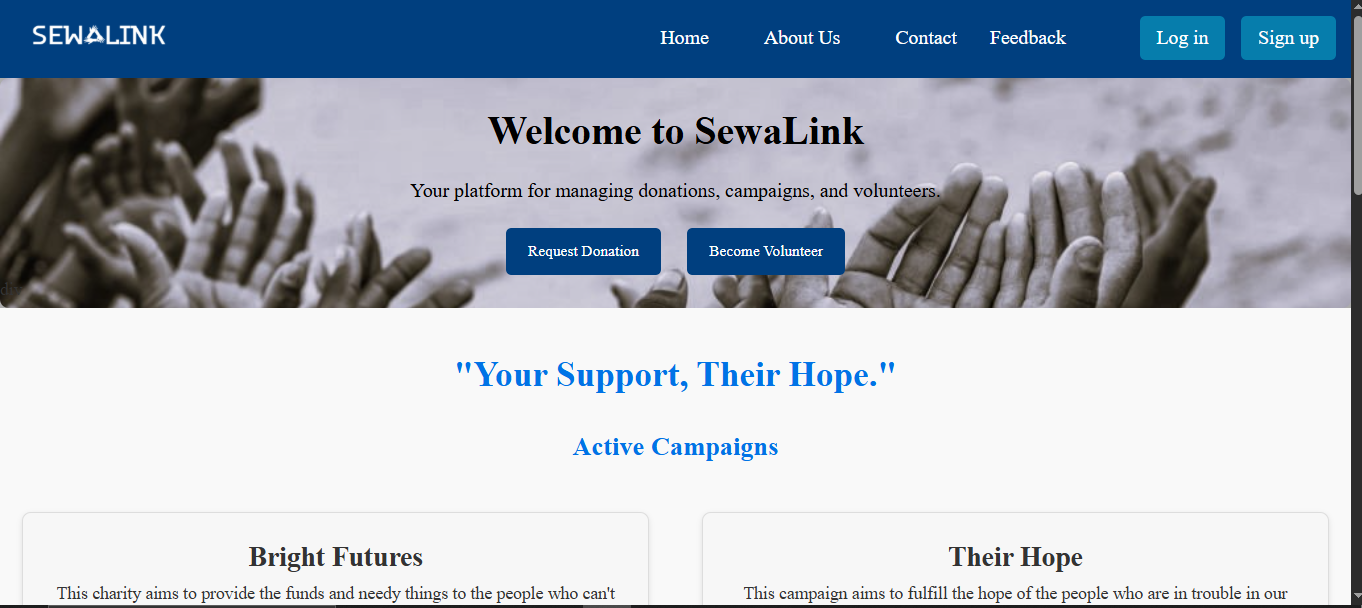 SEWALINK
Home About Us Contact Feedback Log in Sign up
Welcome to SewaLink
Your platform for managing donations, campaigns, and volunteers.
Request Donation Become Volunteer
"Your Support, Their Hope."
Active Campaigns
Bright Futures Their Hope
This charity aims to provide the funds and needy things to the people who can't This campaign aims to fulfill the hope of the people who are in trouble in our